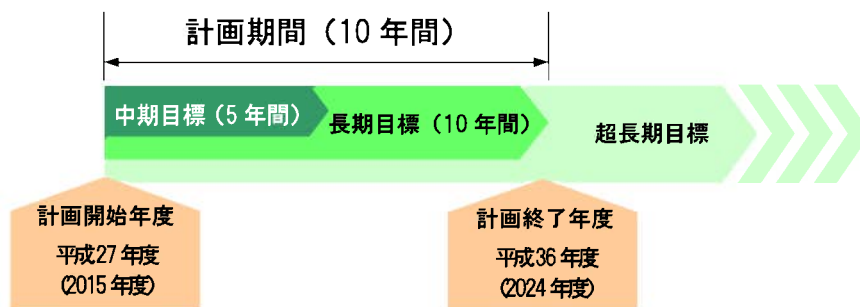 計画期間（10年間）
中期目標（5年間）
長期目標（10年間）
超長期目標
計画開始年度
平成27年度
(2015年度)
計画終了年度
平成36年度
(2024年度)